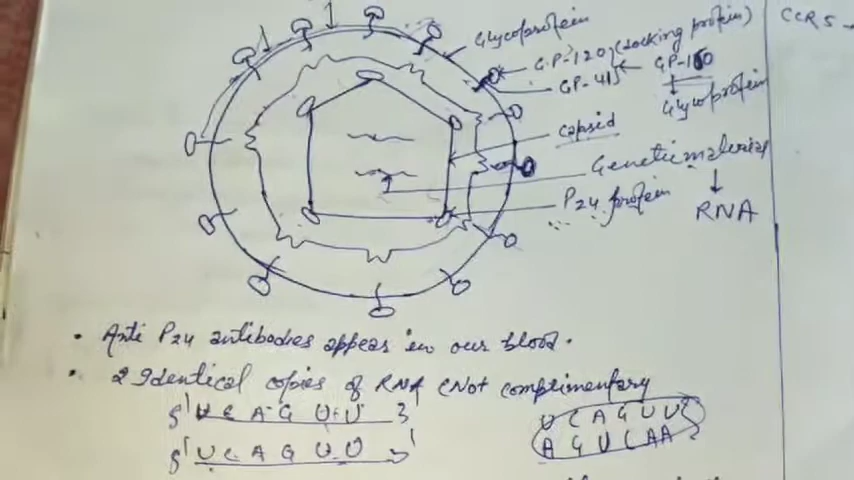 CCR5
Glycoprotein
GP-120 (Docking protein)
GP-41 GP-160
Glycoprotein
Capsid
Genetic material
P24 protein
RNA
• Anti P24 antibodies appear in our blood.
• 2 Identical copies of RNA (Not complimentary
5' U C A G U U 3'
5' U C A G U U 3'
U C A G U U
A G U C A A